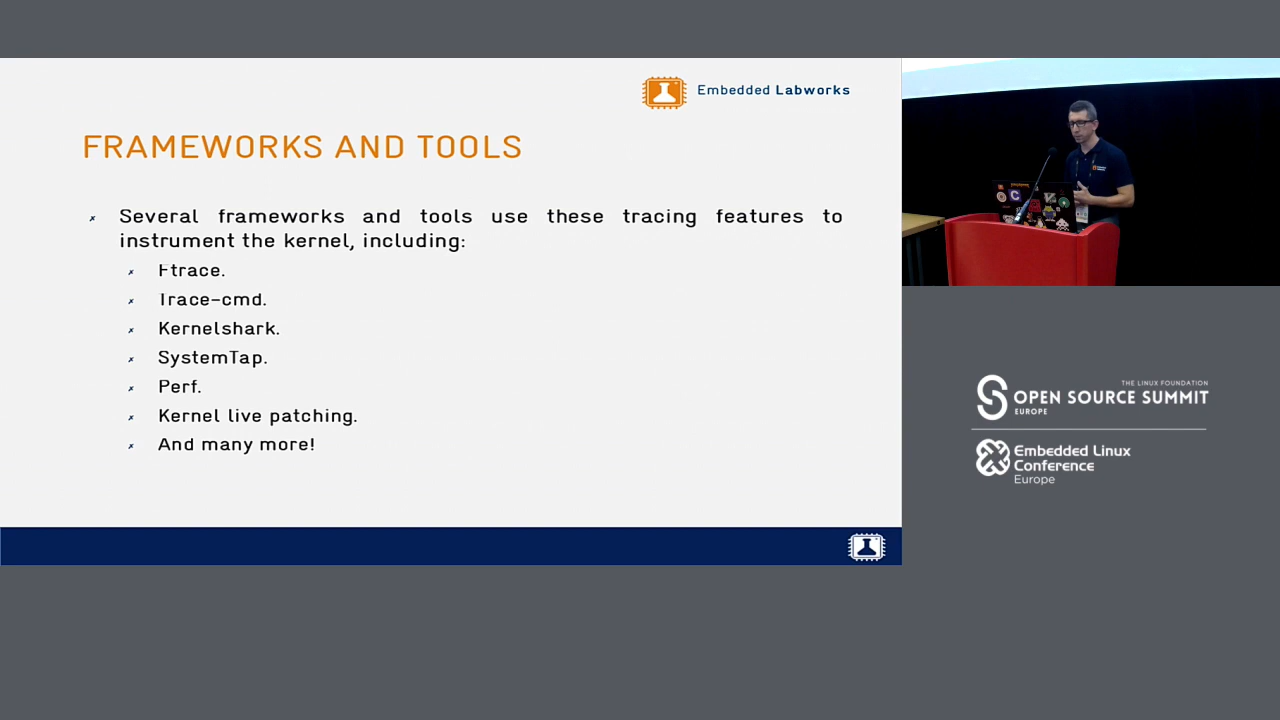 Embedded Labworks
FRAMEWORKS AND TOOLS
Several frameworks and tools use these tracing features to
instrument the kernel, including:
Ftrace.
Trace-cmd.
Kernelshark.
SystemTap.
Perf.
Kernel live patching.
And many more!
THE LINUX FOUNDATION
OPEN SOURCE SUMMIT
EUROPE
Embedded Linux
Conference
Europe